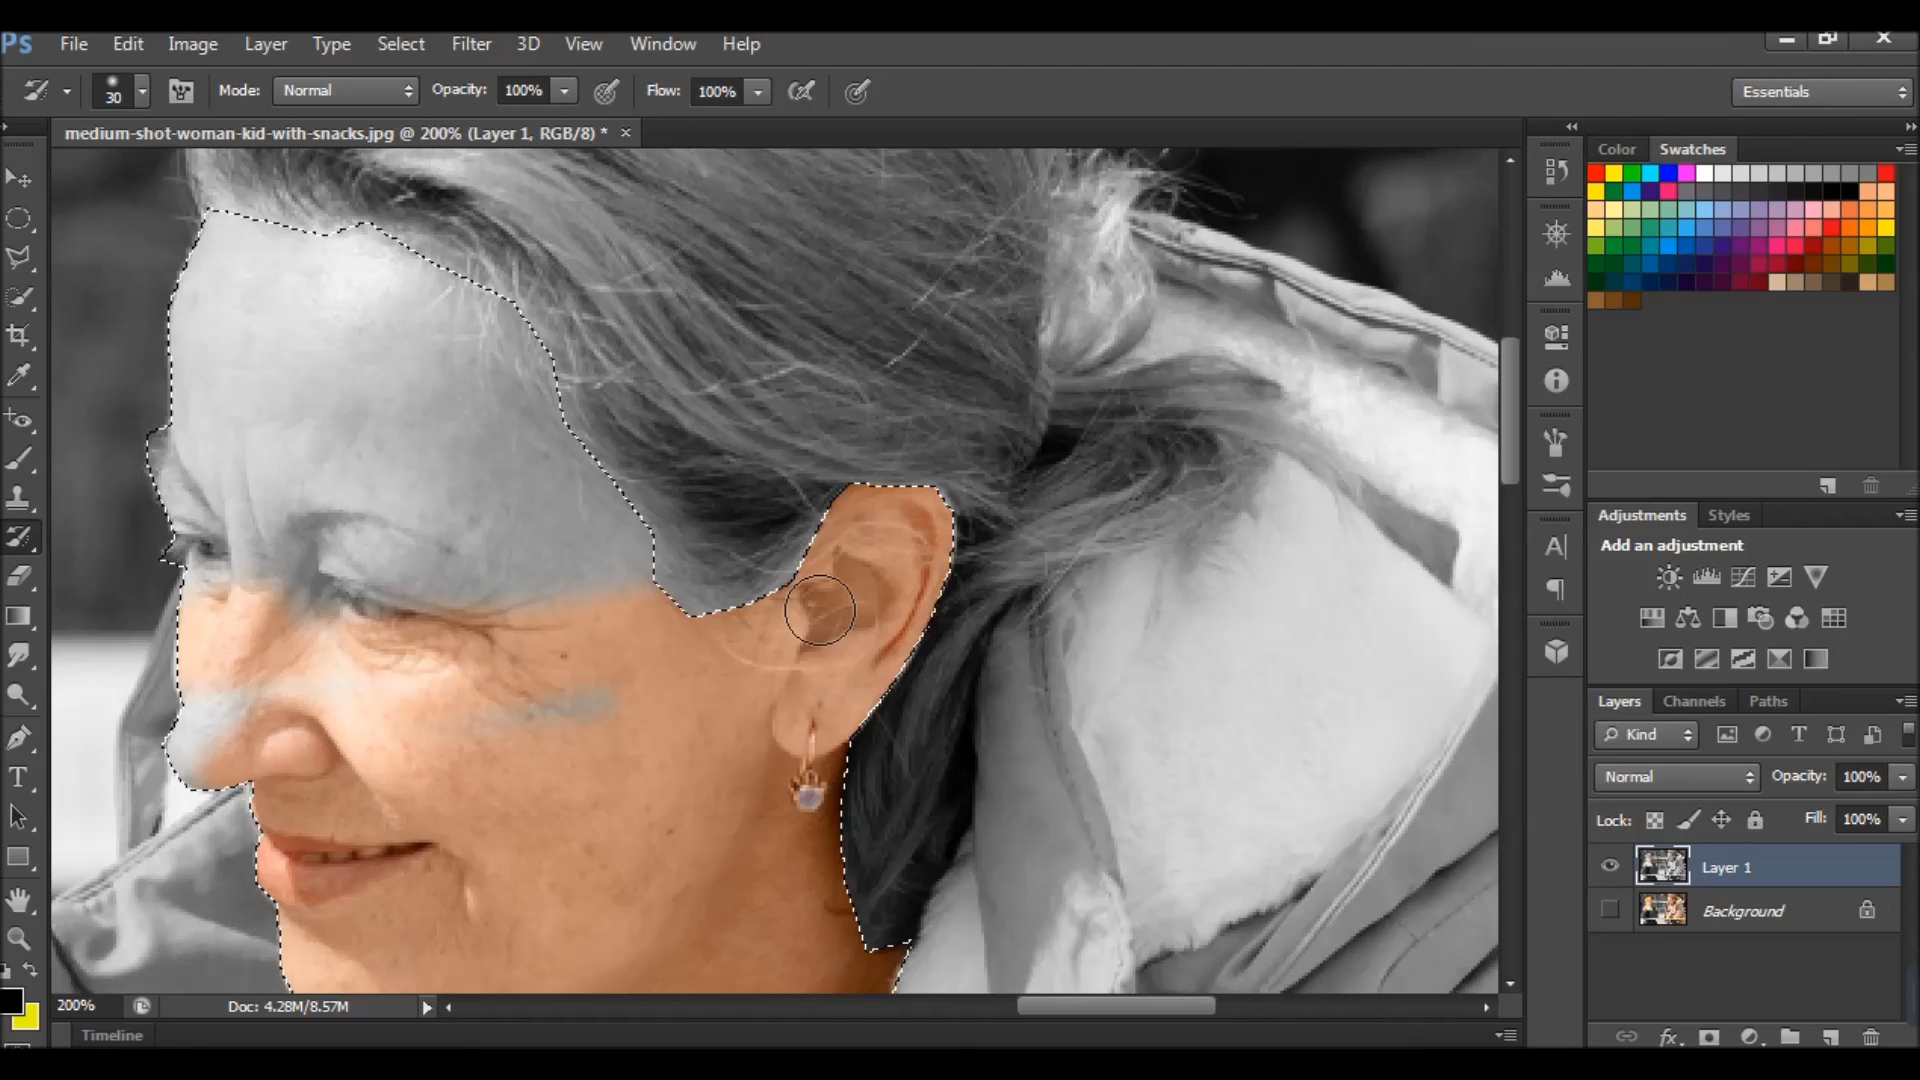 Ps File Edit Image Layer Type Select Filter 3D View Window Help
30 Mode: Normal Opacity: 100% Flow: 100% Essentials
medium-shot-woman-kid-with-snacks.jpg @ 200% (Layer 1, RGB/8) * ×
Color Swatches
Adjustments Styles
Add an adjustment
Layers Channels Paths
Kind
Normal Opacity: 100%
Lock: Fill: 100%
Layer 1
Background
200% Doc: 4.28M/8.57M
Timeline